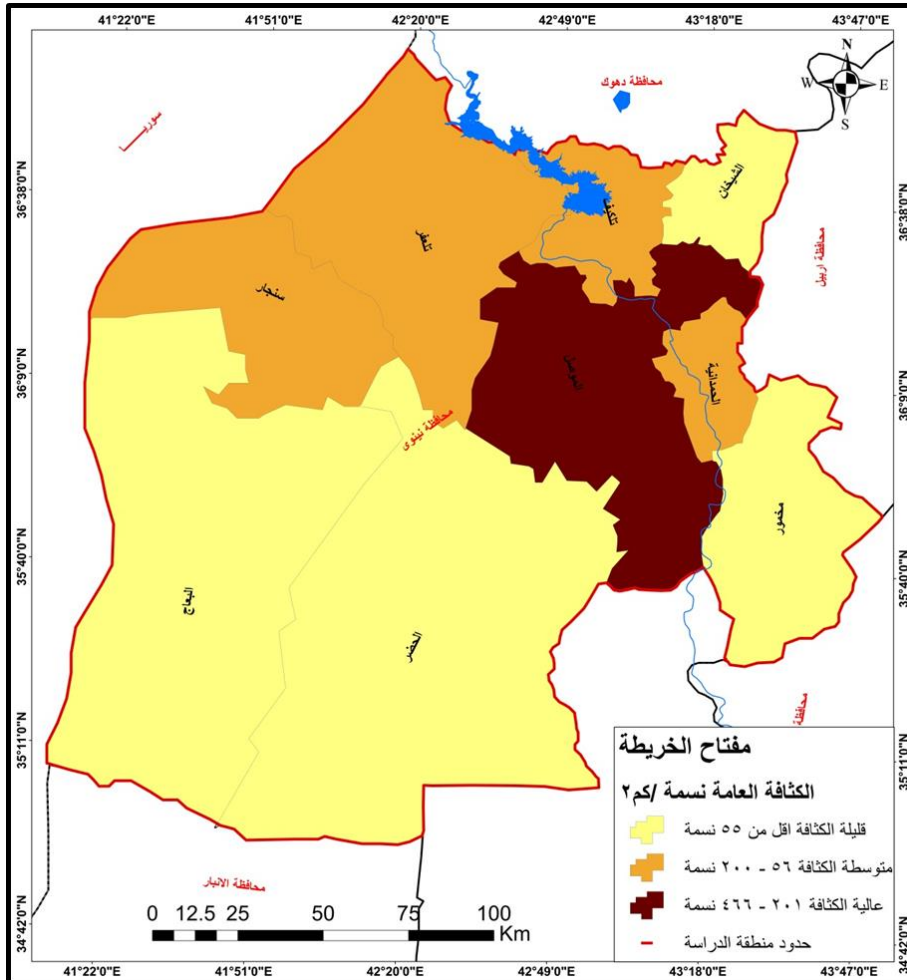 41°22'0"E 41°51'0"E 42°20'0"E 42°49'0"E 43°18'0"E 43°47'0"E
N
W E
S
محافظة دهوك
سوريا
36°38'0"N 36°38'0"N
الشيخان
تلكيف
تلعفر
محافظة اربيل
سنجار
36°9'0"N 36°9'0"N
الموصل
الحمدانية
محافظة نينوى
مخمور
35°40'0"N 35°40'0"N
البعاج
الحضر
محافظة
35°11'0"N 35°11'0"N
مفتاح الخريطة
الكثافة العامة نسمة /كم٢
قليلة الكثافة اقل من ٥٥ نسمة
متوسطة الكثافة ٥٦ - ٢٠٠ نسمة
عالية الكثافة ٢٠١ - ٤٦٦ نسمة
حدود منطقة الدراسة
محافظة الانبار
0 12.5 25 50 75 100
Km
34°42'0"N 34°42'0"N
41°22'0"E 41°51'0"E 42°20'0"E 42°49'0"E 43°18'0"E 43°47'0"E